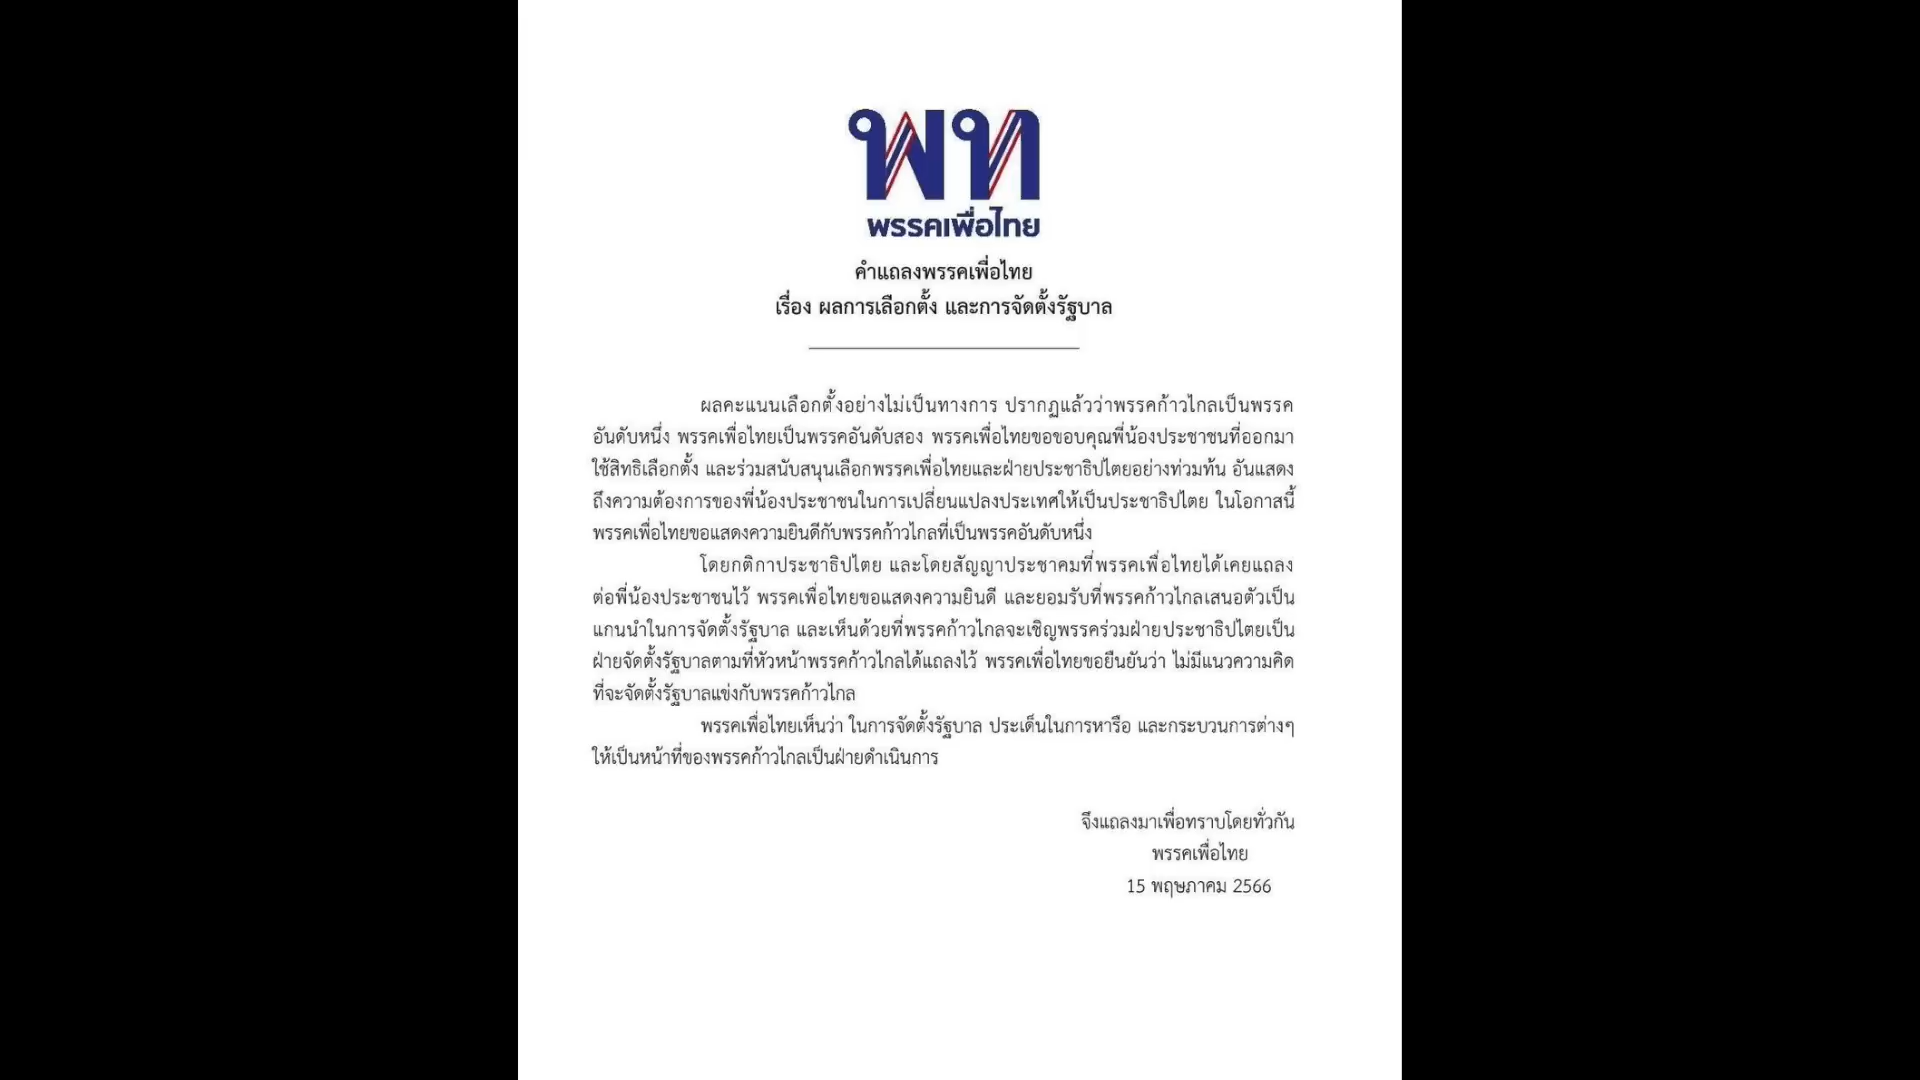 พท
พรรคเพื่อไทย
คำแถลงพรรคเพื่อไทย
เรื่อง ผลการเลือกตั้ง และการจัดตั้งรัฐบาล
ผลคะแนนเลือกตั้งอย่างไม่เป็นทางการ ปรากฏแล้วว่าพรรคก้าวไกลเป็นพรรค
อันดับหนึ่ง พรรคเพื่อไทยเป็นพรรคอันดับสอง พรรคเพื่อไทยขอขอบคุณพี่น้องประชาชนที่ออกมา
ใช้สิทธิเลือกตั้ง และร่วมสนับสนุนเลือกพรรคเพื่อไทยและฝ่ายประชาธิปไตยอย่างท่วมท้น อันแสดง
ถึงความต้องการของพี่น้องประชาชนในการเปลี่ยนแปลงประเทศให้เป็นประชาธิปไตย ในโอกาสนี้
พรรคเพื่อไทยขอแสดงความยินดีกับพรรคก้าวไกลที่เป็นพรรคอันดับหนึ่ง
โดยกติกาประชาธิปไตย และโดยสัญญาประชาคมที่พรรคเพื่อไทยได้เคยแถลง
ต่อพี่น้องประชาชนไว้ พรรคเพื่อไทยขอแสดงความยินดี และยอมรับที่พรรคก้าวไกลเสนอตัวเป็น
แกนนำในการจัดตั้งรัฐบาล และเห็นด้วยที่พรรคก้าวไกลจะเชิญพรรคร่วมฝ่ายประชาธิปไตยเป็น
ฝ่ายจัดตั้งรัฐบาลตามที่หัวหน้าพรรคก้าวไกลได้แถลงไว้ พรรคเพื่อไทยขอยืนยันว่า ไม่มีแนวความคิด
ที่จะจัดตั้งรัฐบาลแข่งกับพรรคก้าวไกล
พรรคเพื่อไทยเห็นว่า ในการจัดตั้งรัฐบาล ประเด็นในการหารือ และกระบวนการต่างๆ
ให้เป็นหน้าที่ของพรรคก้าวไกลเป็นฝ่ายดำเนินการ
จึงแถลงมาเพื่อทราบโดยทั่วกัน
พรรคเพื่อไทย
15 พฤษภาคม 2566